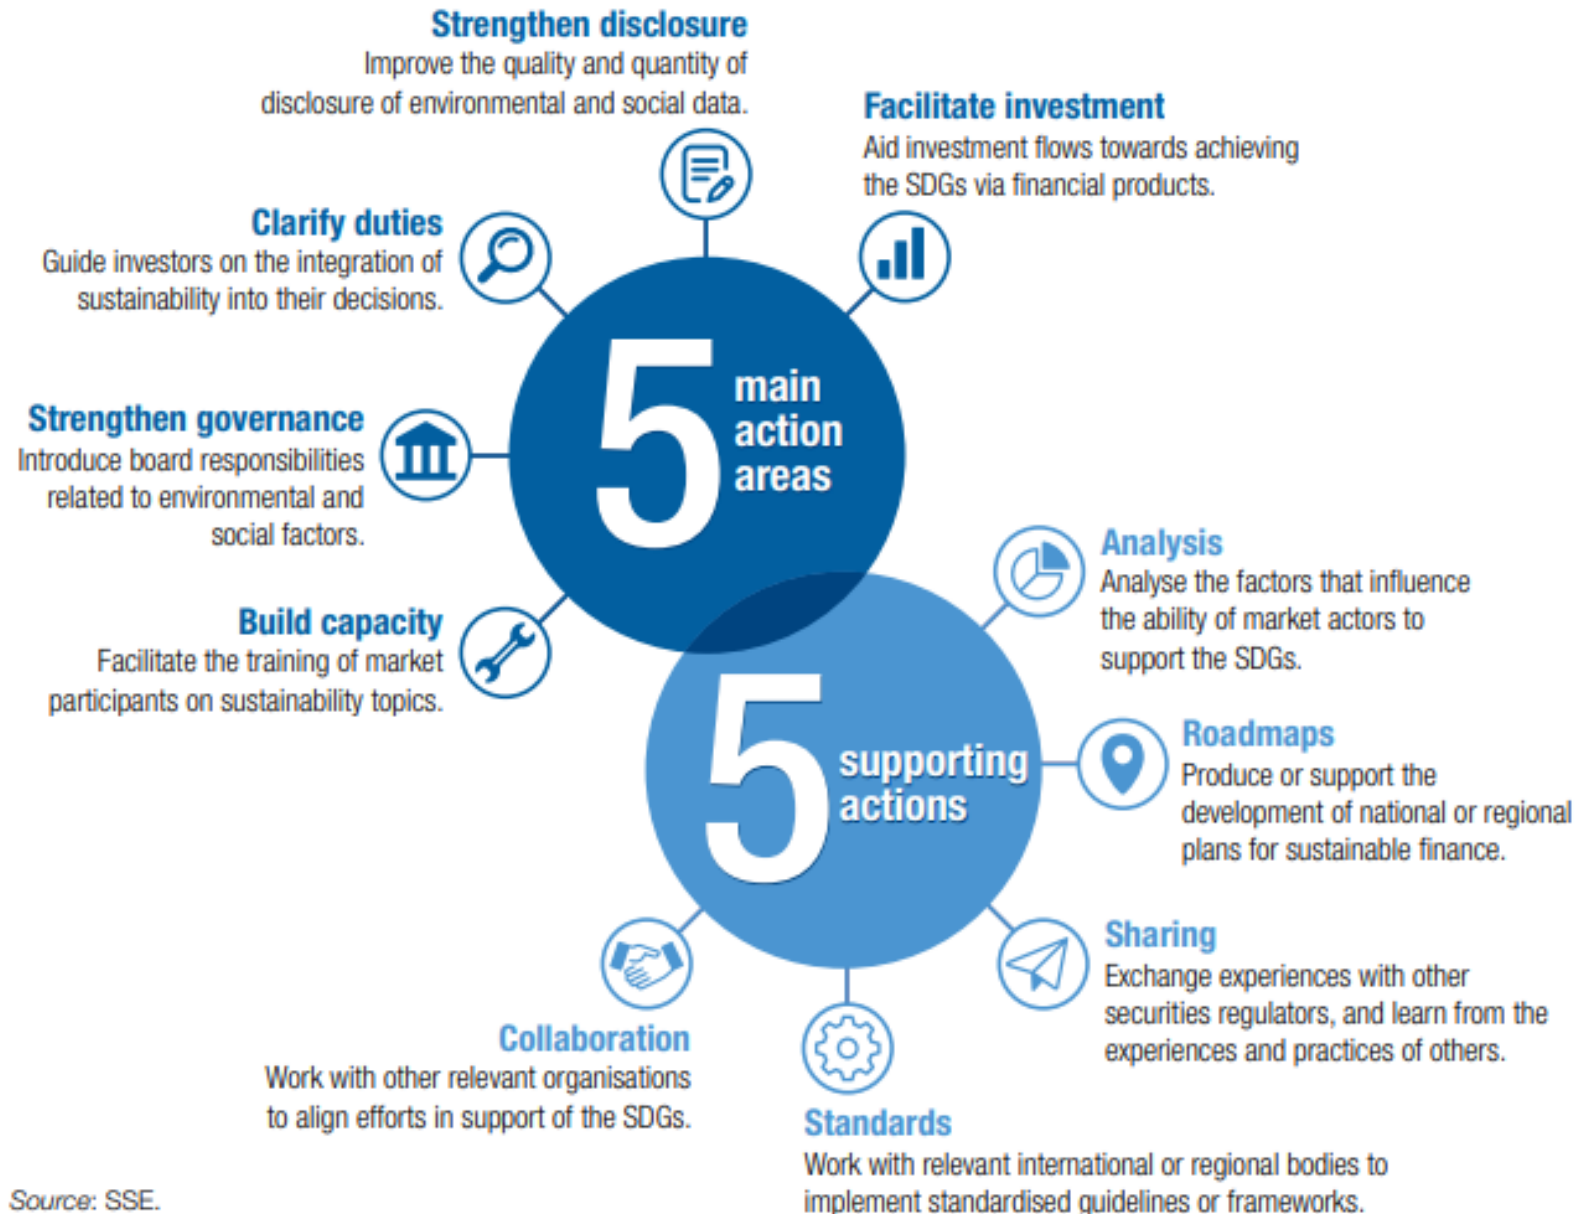 Strengthen disclosure
Improve the quality and quantity of
disclosure of environmental and social data.
Facilitate investment
Aid investment flows towards achieving
the SDGs via financial products.
Clarify duties
Guide investors on the integration of
sustainability into their decisions.
Strengthen governance
Introduce board responsibilities
related to environmental and
social factors.
Build capacity
Facilitate the training of market
participants on sustainability topics.
5 main
action
areas
5 supporting
actions
Analysis
Analyse the factors that influence
the ability of market actors to
support the SDGs.
Roadmaps
Produce or support the
development of national or regional
plans for sustainable finance.
Sharing
Exchange experiences with other
securities regulators, and learn from the
experiences and practices of others.
Collaboration
Work with other relevant organisations
to align efforts in support of the SDGs.
Standards
Work with relevant international or regional bodies to
implement standardised guidelines or frameworks.
Source: SSE.